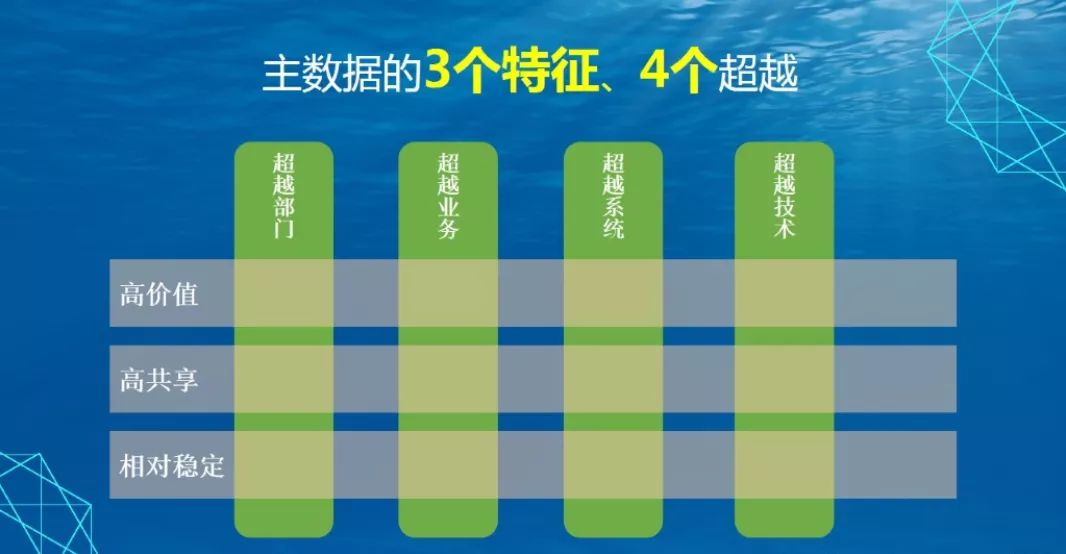 主数据的3个特征、4个超越
超越部门
超越业务
超越系统
超越技术
高价值
高共享
相对稳定